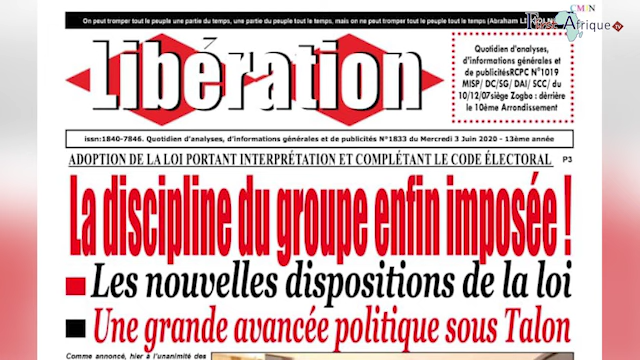 CMIN
Afrique
.tv
On peut tromper tout le peuple une partie du temps, une partie du peuple tout le temps, mais on ne peut pas tromper tout le peuple tout le temps (Abraham
Libération
Quotidien d'analyses,
d'informations générales et
de publicitésRCPC N°1019
MISP/ DC/SG/ DAI/ SCC/ du
10/12/07siège Zogbo : dérrière
le 10ème Arrondissement
issn:1840-7846. Quotidien d'analyses, d'informations générales et de publicités N°1833 du Mercredi 3 Juin 2020 - 13ème année
ADOPTION DE LA LOI PORTANT INTERPRÉTATION ET COMPLÉTANT LE CODE ÉLECTORAL P3
La discipline du groupe enfin imposée !
Les nouvelles dispositions de la loi
Une grande avancée politique sous Talon
Comme annoncé, hier à l'unanimité des